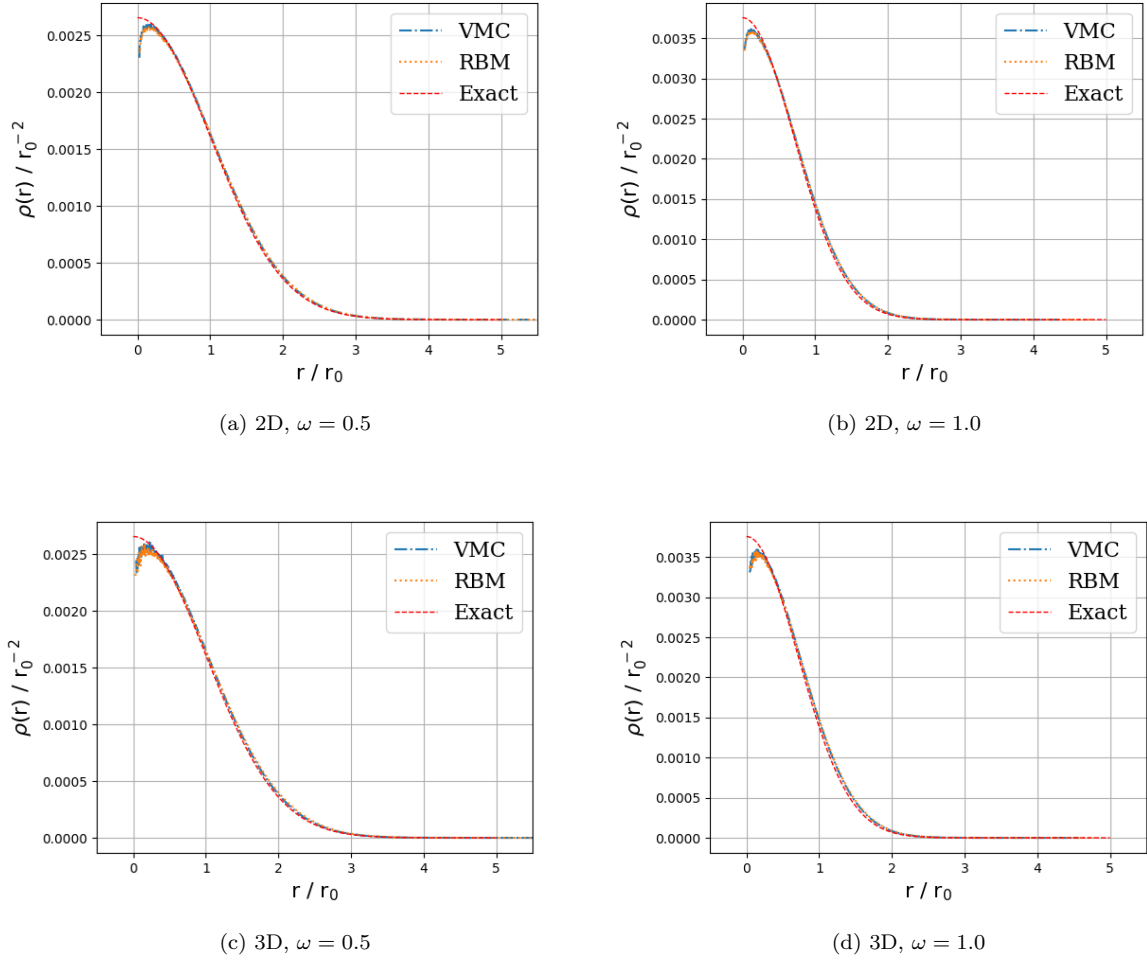 0.0025
0.0020
0.0015
0.0010
0.0005
0.0000
ρ(r) / r₀⁻²
0 1 2 3 4 5
r / r₀
VMC
RBM
Exact
(a) 2D, ω = 0.5
0.0035
0.0030
0.0025
0.0020
0.0015
0.0010
0.0005
0.0000
ρ(r) / r₀⁻²
0 1 2 3 4 5
r / r₀
VMC
RBM
Exact
(b) 2D, ω = 1.0
0.0025
0.0020
0.0015
0.0010
0.0005
0.0000
ρ(r) / r₀⁻²
0 1 2 3 4 5
r / r₀
VMC
RBM
Exact
(c) 3D, ω = 0.5
0.0035
0.0030
0.0025
0.0020
0.0015
0.0010
0.0005
0.0000
ρ(r) / r₀⁻²
0 1 2 3 4 5
r / r₀
VMC
RBM
Exact
(d) 3D, ω = 1.0